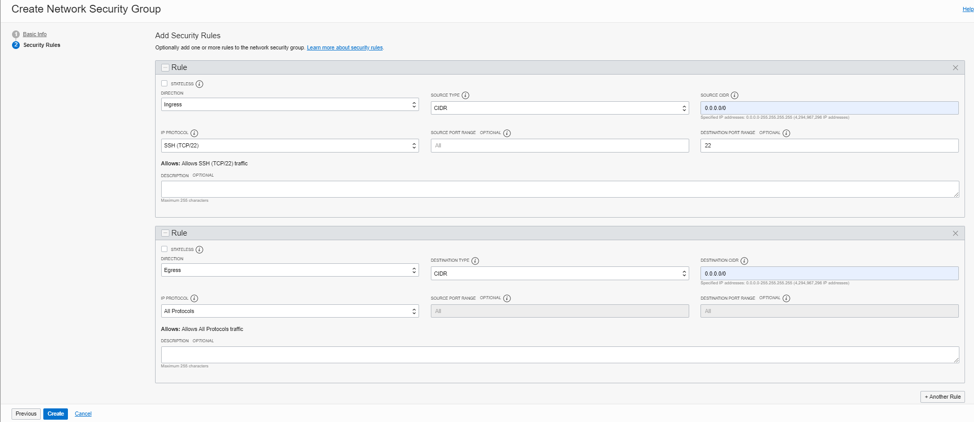 Create Network Security Group
Help
1 Basic Info
2 Security Rules
Add Security Rules
Optionally add one or more rules to the network security group. Learn more about security rules.
Rule
STATELESS
DIRECTION
Ingress
SOURCE TYPE
CIDR
SOURCE CIDR
0.0.0.0/0
Specified IP addresses: 0.0.0.0-255.255.255.255 (4,294,967,296 IP addresses)
IP PROTOCOL
SSH (TCP/22)
SOURCE PORT RANGE OPTIONAL
All
DESTINATION PORT RANGE OPTIONAL
22
Allows: Allows SSH (TCP/22) traffic
DESCRIPTION OPTIONAL
Maximum 255 characters
Rule
STATELESS
DIRECTION
Egress
DESTINATION TYPE
CIDR
DESTINATION CIDR
0.0.0.0/0
Specified IP addresses: 0.0.0.0-255.255.255.255 (4,294,967,296 IP addresses)
IP PROTOCOL
All Protocols
SOURCE PORT RANGE OPTIONAL
All
DESTINATION PORT RANGE OPTIONAL
All
Allows: Allows All Protocols traffic
DESCRIPTION OPTIONAL
Maximum 255 characters
+ Another Rule
Previous Create Cancel